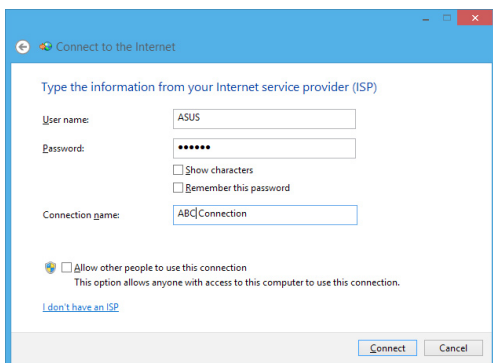 Connect to the Internet
Type the information from your Internet service provider (ISP)
User name: ASUS
Password: ••••••
Show characters
Remember this password
Connection name: ABC Connection
Allow other people to use this connection
This option allows anyone with access to this computer to use this connection.
I don't have an ISP
Connect Cancel